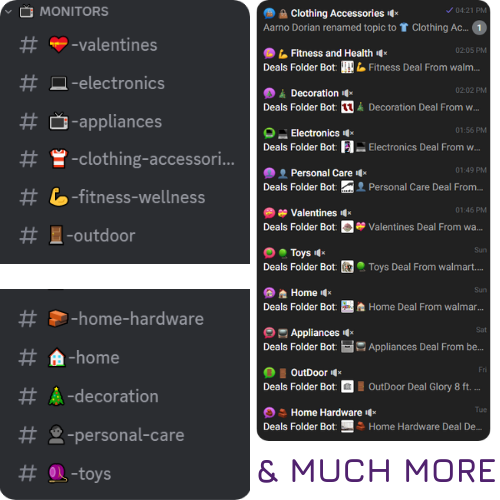 MONITORS
# -valentines
# -electronics
# -appliances
# -clothing-accessori...
# -fitness-wellness
# -outdoor
# -home-hardware
# -home
# -decoration
# -personal-care
# -toys
Clothing Accessories 04:21 PM
Aarno Dorian renamed topic to Clothing Ac... 1
Fitness and Health 02:05 PM
Deals Folder Bot: Fitness Deal From walm...
Decoration 02:02 PM
Deals Folder Bot: Decoration Deal From w...
Electronics 01:56 PM
Deals Folder Bot: Electronics Deal From w...
Personal Care 01:49 PM
Deals Folder Bot: Personal Care Deal From...
Valentines 01:46 PM
Deals Folder Bot: Valentines Deal From wa...
Toys Sun
Deals Folder Bot: Toys Deal From walmart....
Home Sun
Deals Folder Bot: Home Deal From walmar...
Appliances Sat
Deals Folder Bot: Appliances Deal From be...
OutDoor Fri
Deals Folder Bot: OutDoor Deal Glory 8 ft. ...
Home Hardware Tue
Deals Folder Bot: Home Hardware Deal De...
& MUCH MORE